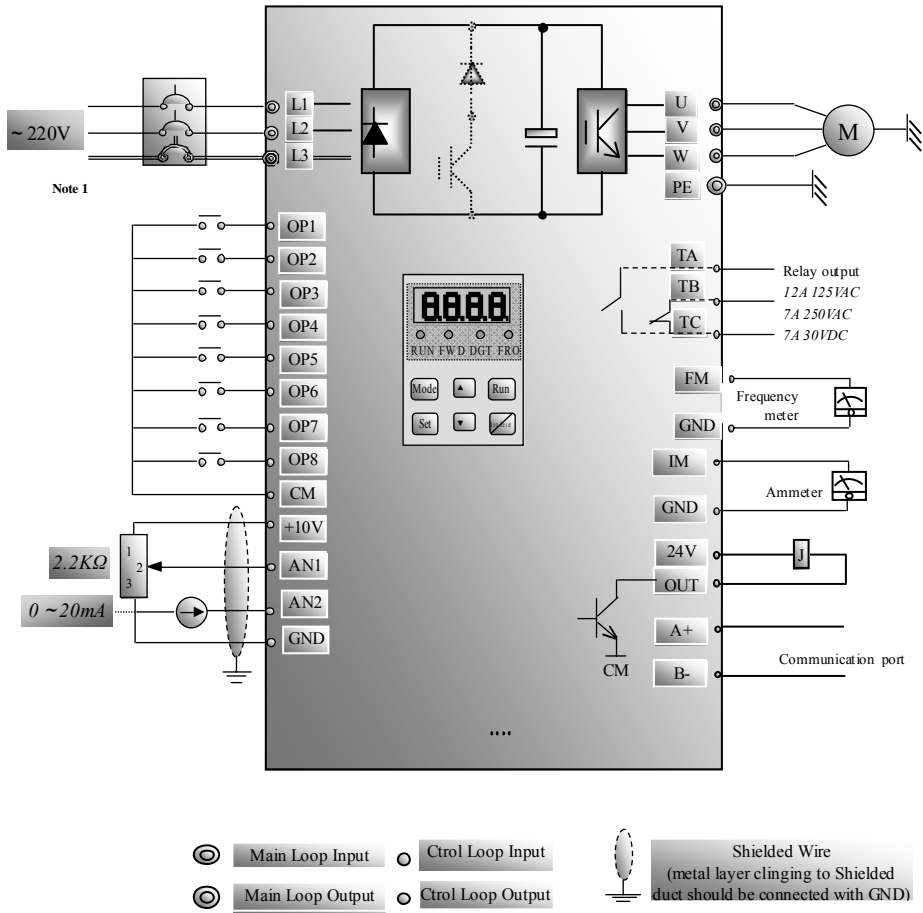 ~ 220V
Note 1
L1
L2
L3
U
V
W
PE
M
OP1
OP2
OP3
OP4
OP5
OP6
OP7
OP8
CM
+10V
AN1
AN2
GND
1
2
3
2.2KΩ
0 ~20mA
8.8.8.8
RUN FWD DGT FRO
Mode
▲
Run
Set
▼
TA
TB
TC
Relay output
12A 125VAC
7A 250VAC
7A 30VDC
FM
GND
Frequency
meter
IM
GND
Ammeter
24V
OUT
J
CM
A+
B-
Communication port
....
Main Loop Input
Ctrol Loop Input
Main Loop Output
Ctrol Loop Output
Shielded Wire
(metal layer clinging to Shielded
duct should be connected with GND)